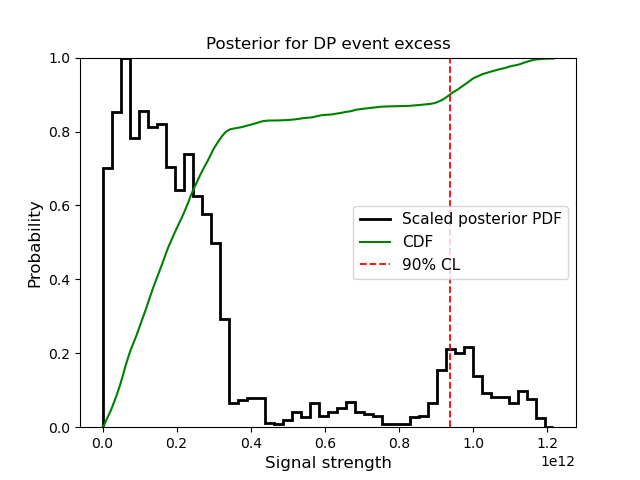 Posterior for DP event excess
Probability
1.0
0.8
0.6
0.4
0.2
0.0
Scaled posterior PDF
CDF
90% CL
0.0 0.2 0.4 0.6 0.8 1.0 1.2
1e12
Signal strength